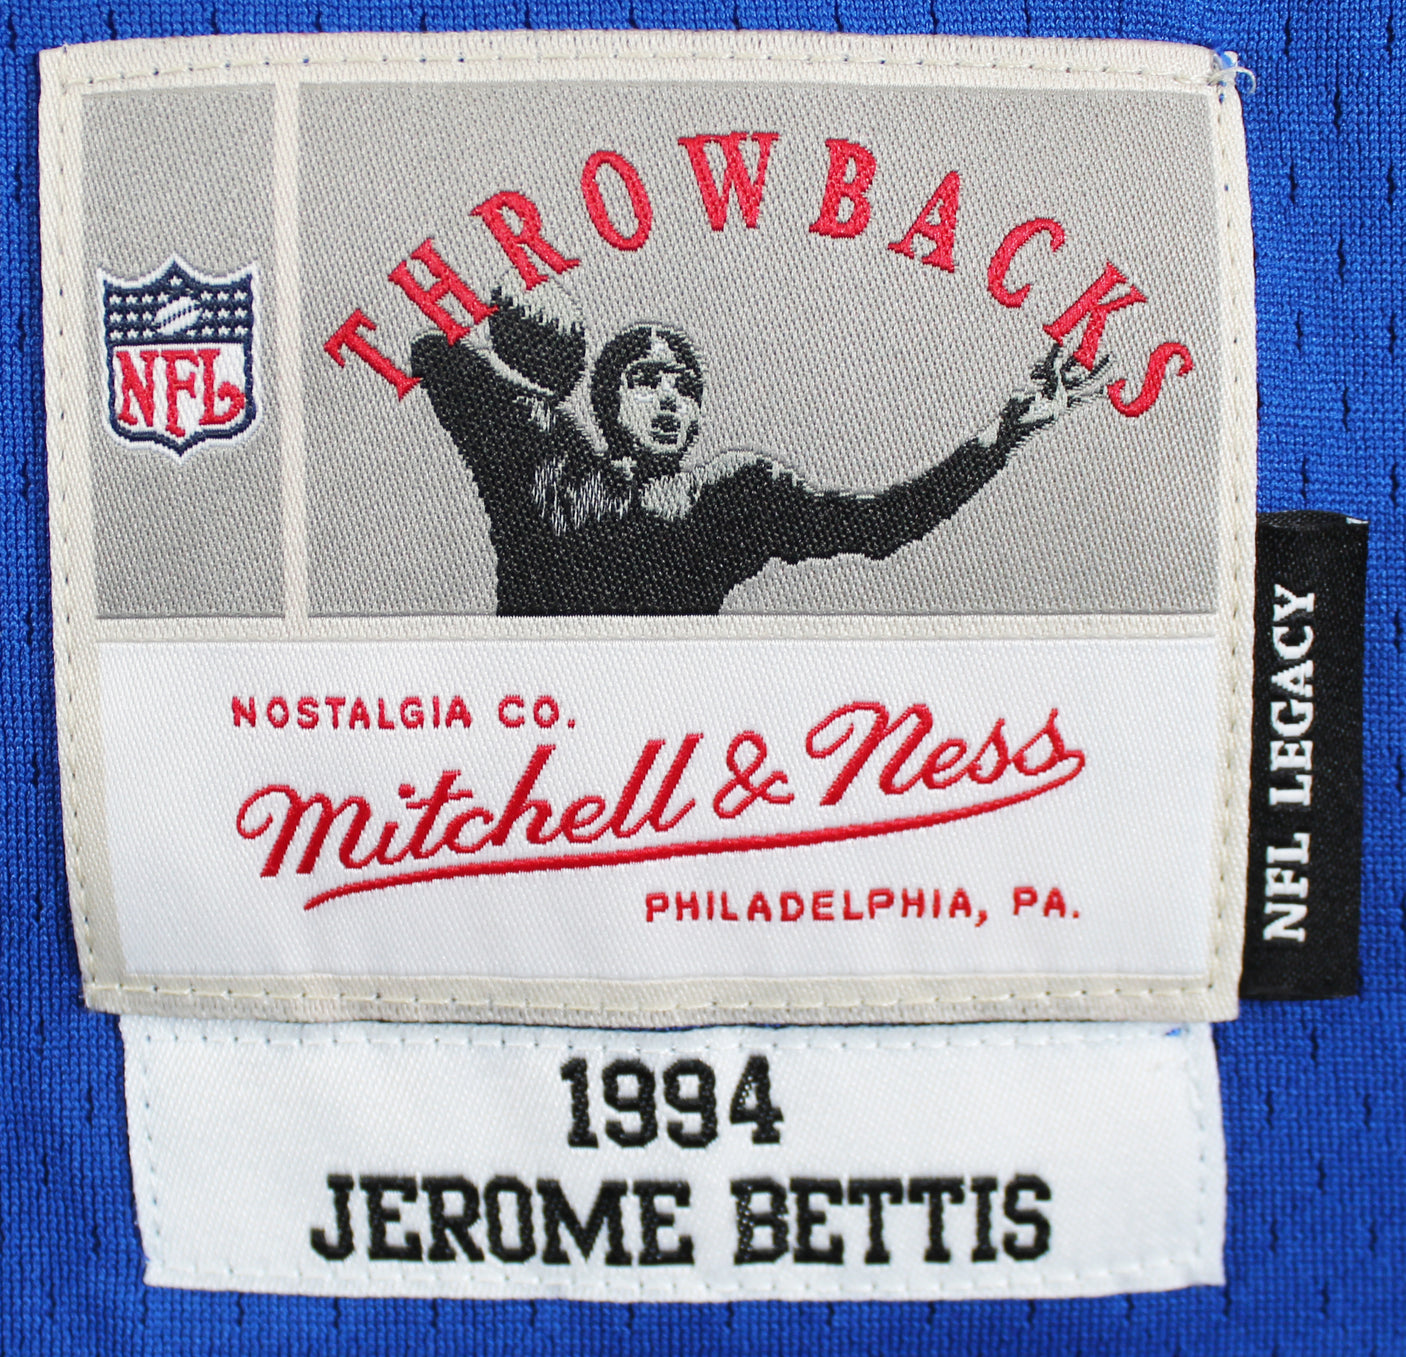 THROWBACKS
NFL
NOSTALGIA CO.
Mitchell & Ness
PHILADELPHIA, PA.
NFL LEGACY
1994
JEROME BETTIS